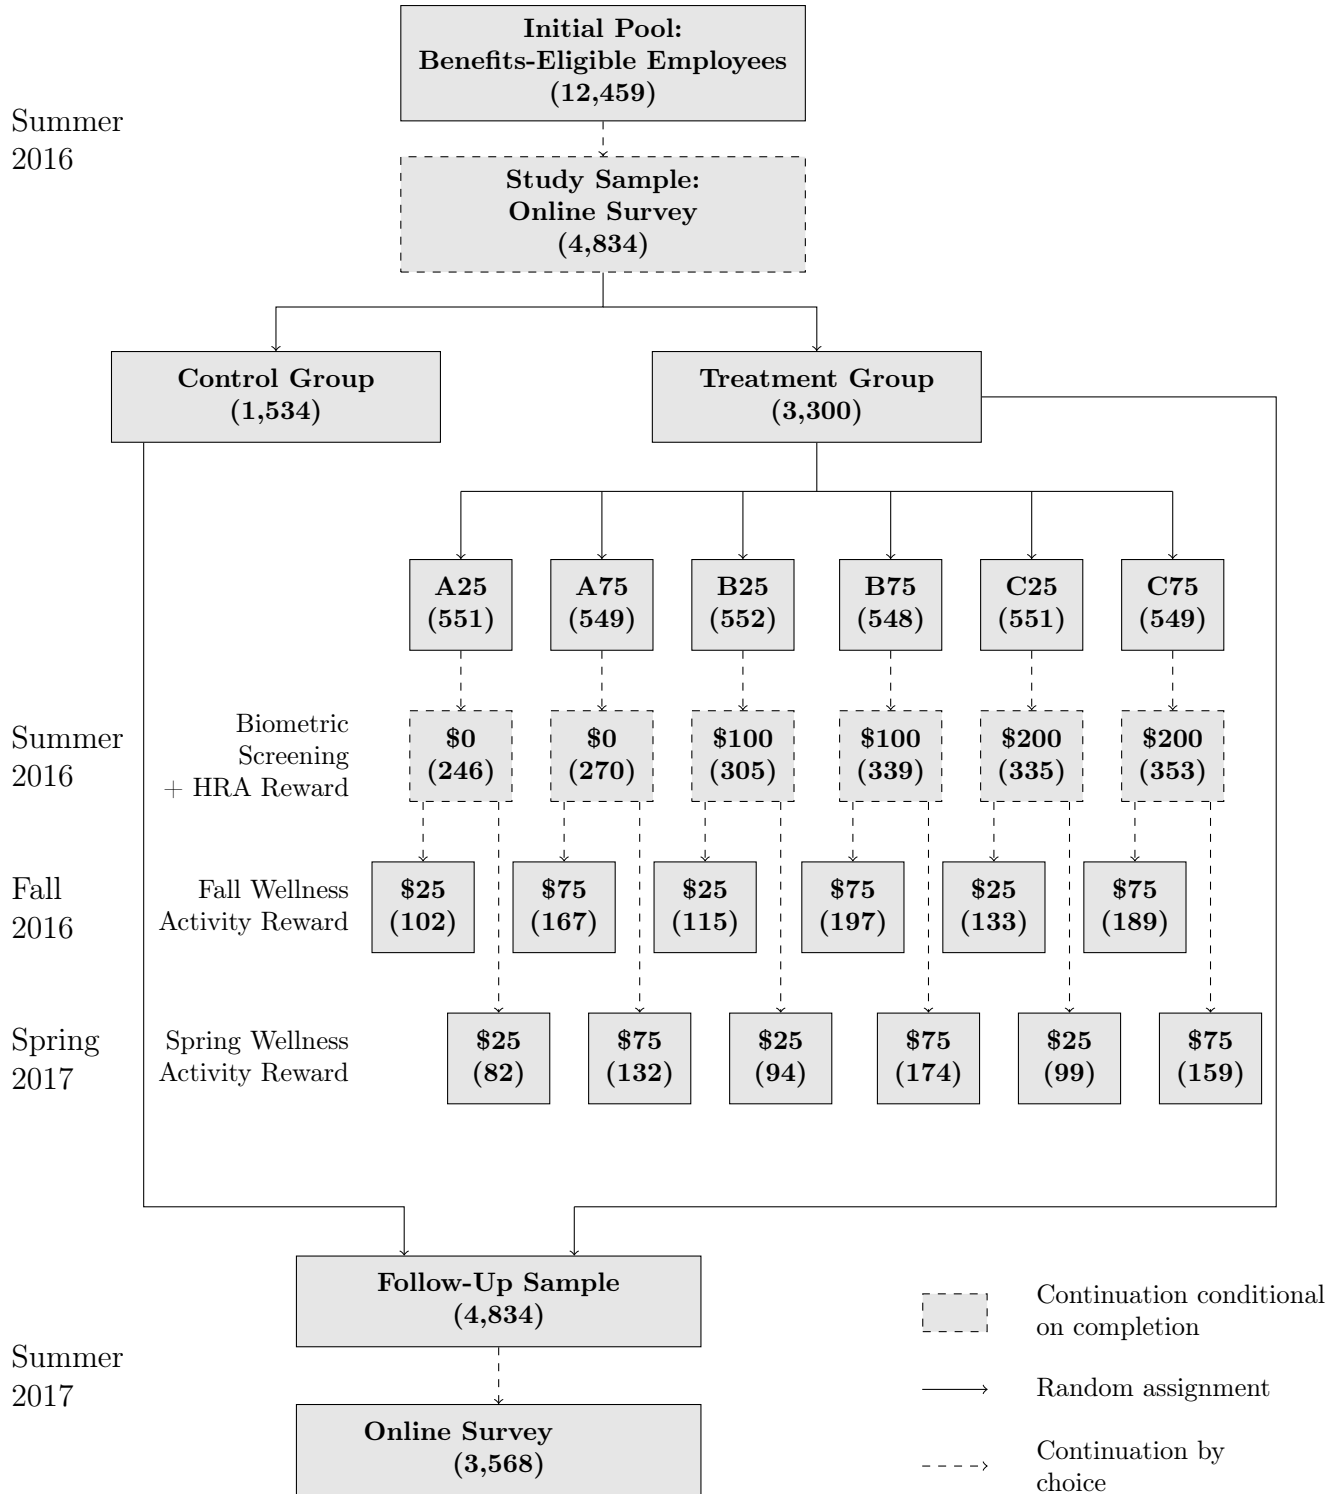 Initial Pool:
Benefits-Eligible Employees
(12,459)
Summer
2016
Study Sample:
Online Survey
(4,834)
Control Group
(1,534)
Treatment Group
(3,300)
A25
(551)
A75
(549)
B25
(552)
B75
(548)
C25
(551)
C75
(549)
Summer
2016
Biometric
Screening
+ HRA Reward
$0
(246)
$0
(270)
$100
(305)
$100
(339)
$200
(335)
$200
(353)
Fall
2016
Fall Wellness
Activity Reward
$25
(102)
$75
(167)
$25
(115)
$75
(197)
$25
(133)
$75
(189)
Spring
2017
Spring Wellness
Activity Reward
$25
(82)
$75
(132)
$25
(94)
$75
(174)
$25
(99)
$75
(159)
Follow-Up Sample
(4,834)
Summer
2017
Online Survey
(3,568)
Continuation conditional
on completion
Random assignment
Continuation by
choice